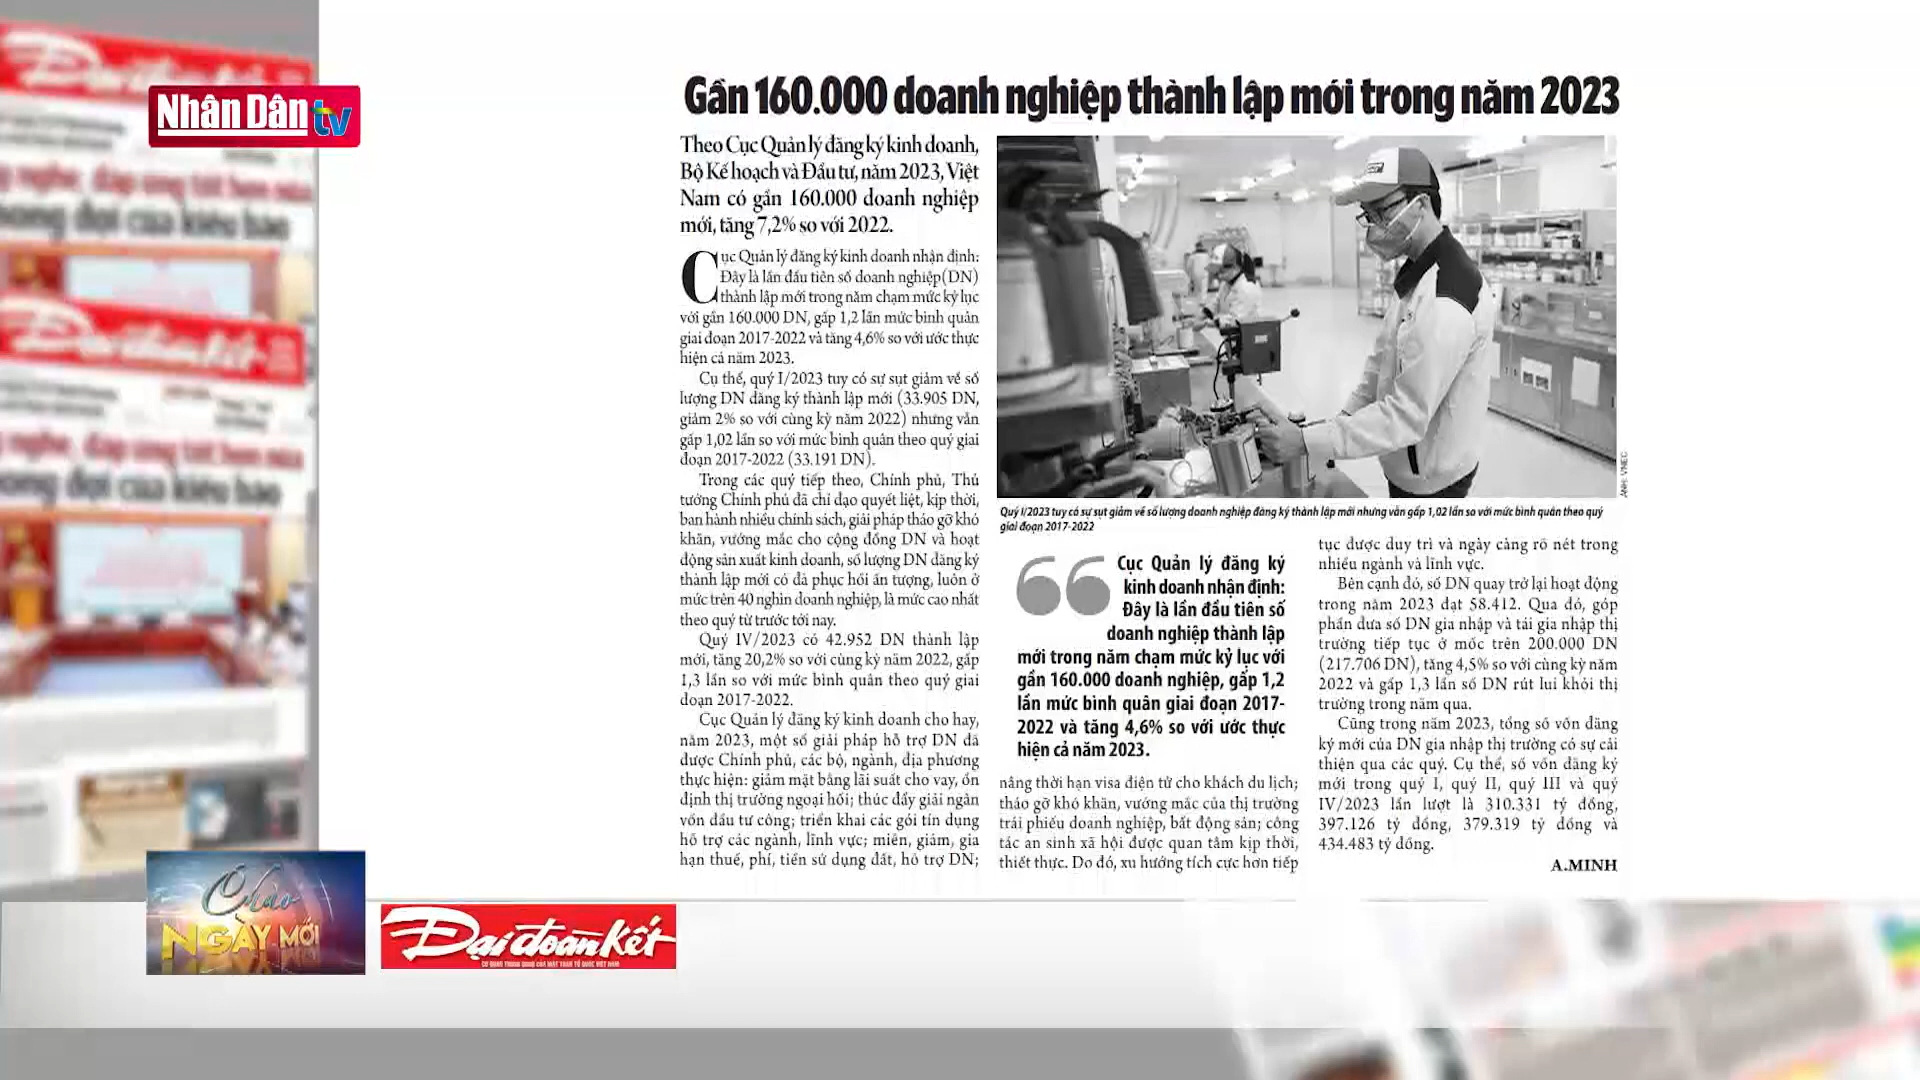 Nhân Dân tv
Gần 160.000 doanh nghiệp thành lập mới trong năm 2023
Theo Cục Quản lý đăng ký kinh doanh,
Bộ Kế hoạch và Đầu tư, năm 2023, Việt
Nam có gần 160.000 doanh nghiệp
mới, tăng 7,2% so với 2022.
Cục Quản lý đăng ký kinh doanh nhận định:
Đây là lần đầu tiên số doanh nghiệp(DN)
thành lập mới trong năm chạm mức kỷ lục
với gần 160.000 DN, gấp 1,2 lần mức bình quân
giai đoạn 2017-2022 và tăng 4,6% so với ước thực
hiện cả năm 2023.
Cụ thể, quý I/2023 tuy có sự sụt giảm về số
lượng DN đăng ký thành lập mới (33.905 DN,
giảm 2% so với cùng kỳ năm 2022) nhưng vẫn
gấp 1,02 lần so với mức bình quân theo quý giai
đoạn 2017-2022 (33.191 DN).
Trong các quý tiếp theo, Chính phủ, Thủ
tướng Chính phủ đã chỉ đạo quyết liệt, kịp thời,
ban hành nhiều chính sách, giải pháp tháo gỡ khó
khăn, vướng mắc cho cộng đồng DN và hoạt
động sản xuất kinh doanh, số lượng DN đăng ký
thành lập mới có đà phục hồi ấn tượng, luôn ở
mức trên 40 nghìn doanh nghiệp, là mức cao nhất
theo quý từ trước tới nay.
Quý IV/2023 có 42.952 DN thành lập
mới, tăng 20,2% so với cùng kỳ năm 2022, gấp
1,3 lần so với mức bình quân theo quý giai
đoạn 2017-2022.
Cục Quản lý đăng ký kinh doanh cho hay,
năm 2023, một số giải pháp hỗ trợ DN đã
được Chính phủ, các bộ, ngành, địa phương
thực hiện: giảm mặt bằng lãi suất cho vay, ổn
định thị trường ngoại hối; thúc đẩy giải ngân
vốn đầu tư công; triển khai các gói tín dụng
hỗ trợ các ngành, lĩnh vực; miễn, giảm, gia
hạn thuế, phí, tiền sử dụng đất, hỗ trợ DN;
ẢNH: VNEC
Quý I/2023 tuy có sự sụt giảm về số lượng doanh nghiệp đăng ký thành lập mới nhưng vẫn gấp 1,02 lần so với mức bình quân theo quý
giai đoạn 2017-2022
Cục Quản lý đăng ký
kinh doanh nhận định:
Đây là lần đầu tiên số
doanh nghiệp thành lập
mới trong năm chạm mức kỷ lục với
gần 160.000 doanh nghiệp, gấp 1,2
lần mức bình quân giai đoạn 2017-
2022 và tăng 4,6% so với ước thực
hiện cả năm 2023.
nâng thời hạn visa điện tử cho khách du lịch;
tháo gỡ khó khăn, vướng mắc của thị trường
trái phiếu doanh nghiệp, bất động sản; công
tác an sinh xã hội được quan tâm kịp thời,
thiết thực. Do đó, xu hướng tích cực hơn tiếp
tục được duy trì và ngày càng rõ nét trong
nhiều ngành và lĩnh vực.
Bên cạnh đó, số DN quay trở lại hoạt động
trong năm 2023 đạt 58.412. Qua đó, góp
phần đưa số DN gia nhập và tái gia nhập thị
trường tiếp tục ở mốc trên 200.000 DN
(217.706 DN), tăng 4,5% so với cùng kỳ năm
2022 và gấp 1,3 lần số DN rút lui khỏi thị
trường trong năm qua.
Cũng trong năm 2023, tổng số vốn đăng
ký mới của DN gia nhập thị trường có sự cải
thiện qua các quý. Cụ thể, số vốn đăng ký
mới trong quý I, quý II, quý III và quý
IV/2023 lần lượt là 310.331 tỷ đồng,
397.126 tỷ đồng, 379.319 tỷ đồng và
434.483 tỷ đồng.
A.MINH
Chào
NGÀY MỚI
Đại đoàn kết
CƠ QUAN TRUNG ƯƠNG CỦA MẶT TRẬN TỔ QUỐC VIỆT NAM
Đại đoàn kết
nghe, đáp ứng tốt hơn nữa
mong đợi của kiều bào